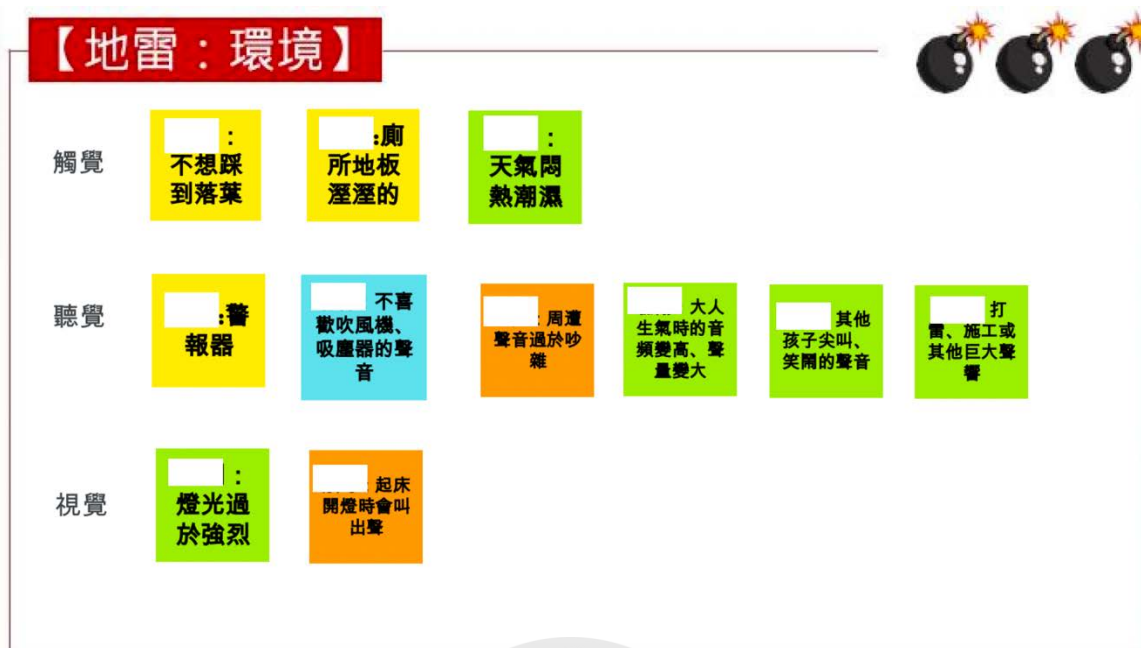 【地雷：環境】
觸覺
：
不想踩
到落葉
:廁
所地板
溼溼的
：
天氣悶
熱潮濕
聽覺
:警
報器
不喜
歡吹風機、
吸塵器的聲
音
：周遭
聲音過於吵
雜
大人
生氣時的音
頻變高、聲
量變大
其他
孩子尖叫、
笑鬧的聲音
打
雷、施工或
其他巨大聲
響
視覺
：
燈光過
於強烈
：起床
開燈時會叫
出聲